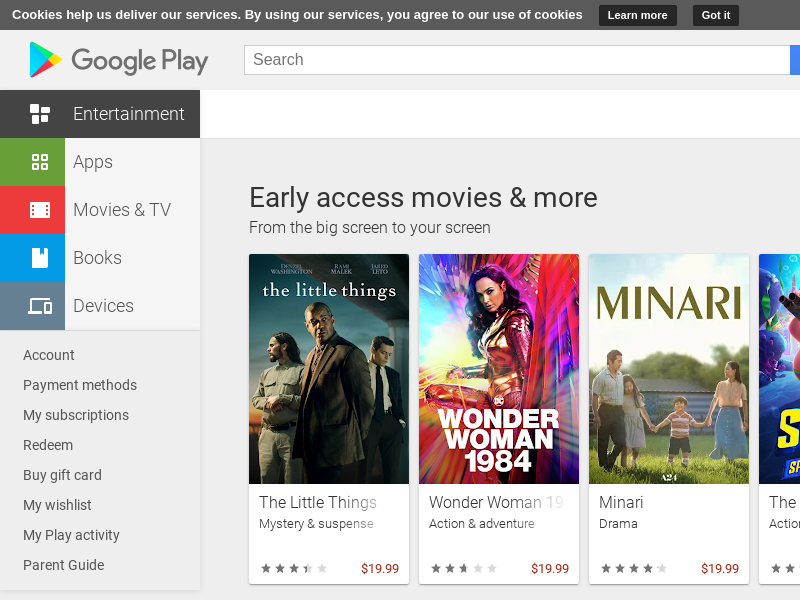 Cookies help us deliver our services. By using our services, you agree to our use of cookies
Learn more
Got it
Google Play
Search
Entertainment
Apps
Movies & TV
Books
Devices
Account
Payment methods
My subscriptions
Redeem
Buy gift card
My wishlist
My Play activity
Parent Guide
Early access movies & more
From the big screen to your screen
DENZEL WASHINGTON RAMI MALEK JARED LETO
the little things
The Little Things
Mystery & suspense
$19.99
DC
WONDER
WOMAN
1984
Wonder Woman 19
Action & adventure
$19.99
MINARI
A24
Minari
Drama
$19.99
S
SP
The
Action